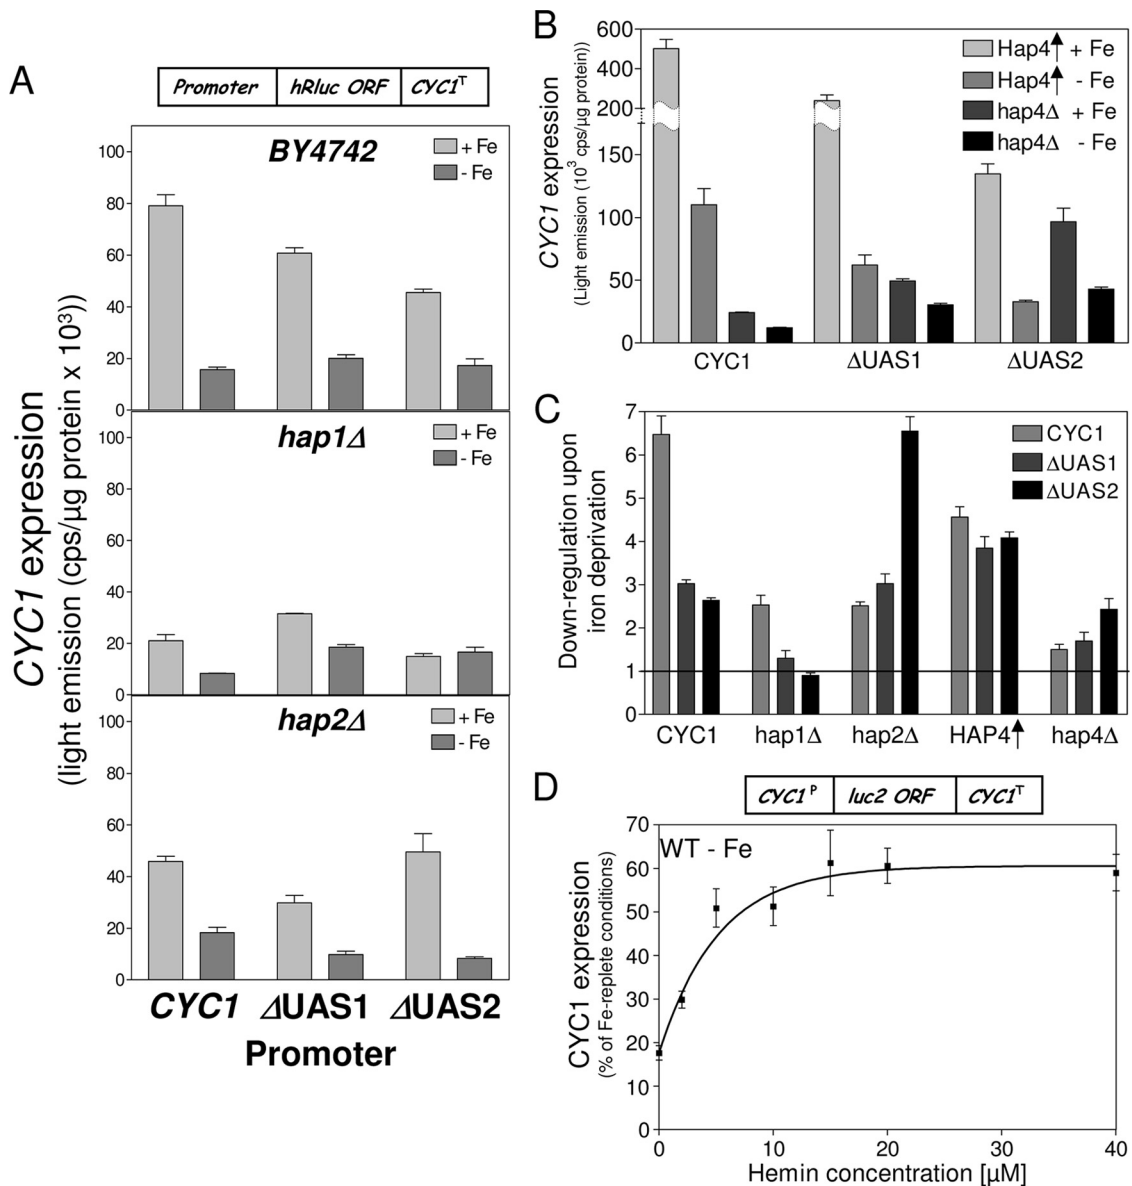 A
Promoter hRluc ORF CYC1ᵀ
BY4742
+ Fe
- Fe
100
80
60
40
20
0
hap1Δ
+ Fe
- Fe
100
80
60
40
20
0
hap2Δ
+ Fe
- Fe
100
80
60
40
20
0
CYC1 expression
(light emission (cps/μg protein x 10³))
CYC1 ΔUAS1 ΔUAS2
Promoter
B
CYC1 expression
(Light emission (10³ cps/μg protein))
600
400
200
150
100
50
0
Hap4↑ + Fe
Hap4↑ - Fe
hap4Δ + Fe
hap4Δ - Fe
CYC1 ΔUAS1 ΔUAS2
C
Down-regulation upon
iron deprivation
7
6
5
4
3
2
1
0
CYC1
ΔUAS1
ΔUAS2
CYC1 hap1Δ hap2Δ HAP4↑ hap4Δ
D
CYC1ᴾ luc2 ORF CYC1ᵀ
WT - Fe
CYC1 expression
(% of Fe-replete conditions)
70
60
50
40
30
20
10
0
0 10 20 30 40
Hemin concentration [μM]